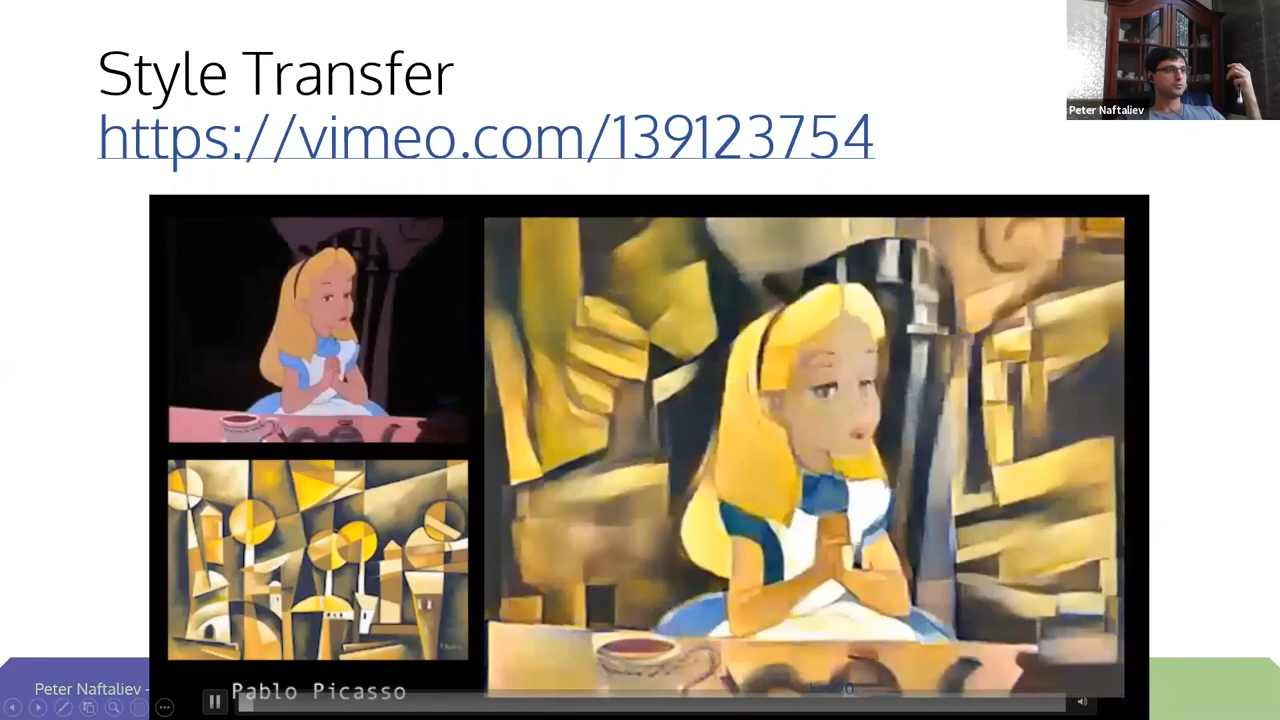 Style Transfer
https://vimeo.com/139123754
Peter Naftaliev
Peter Naftaliev -
Pablo Picasso